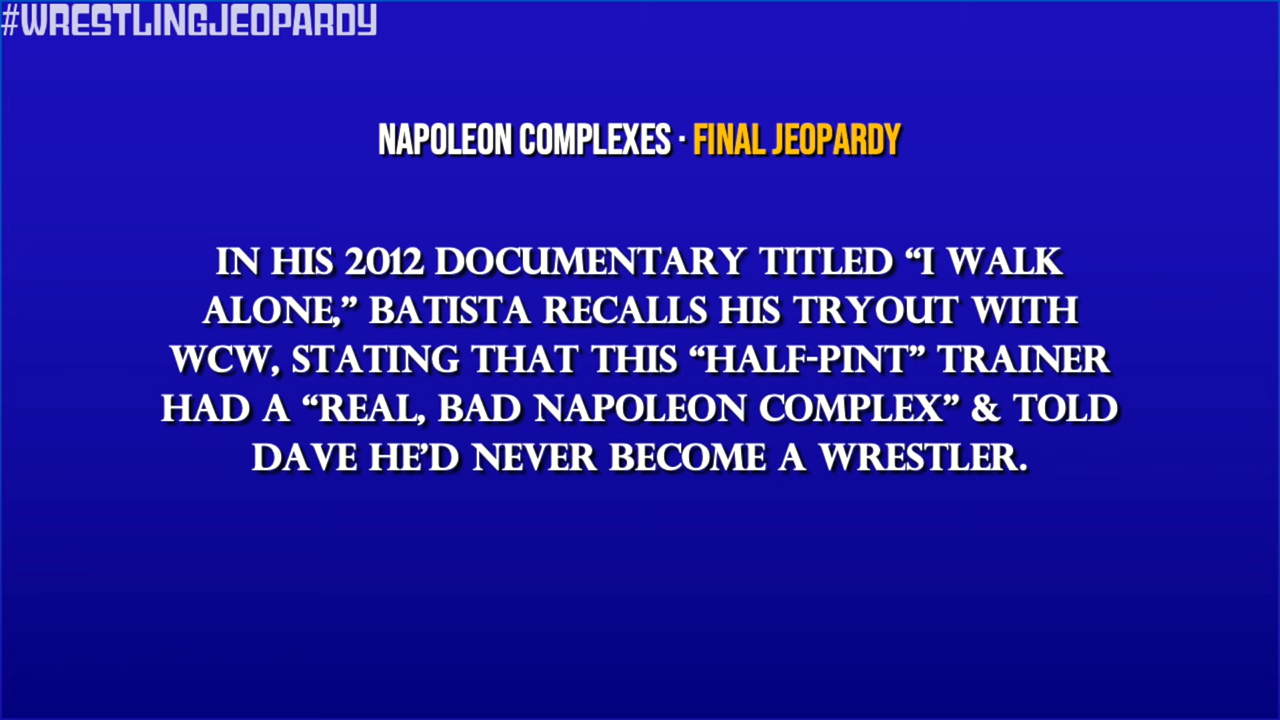 #WRESTLINGJEOPARDY
NAPOLEON COMPLEXES · FINAL JEOPARDY
IN HIS 2012 DOCUMENTARY TITLED “I WALK
ALONE,” BATISTA RECALLS HIS TRYOUT WITH
WCW, STATING THAT THIS “HALF-PINT” TRAINER
HAD A “REAL, BAD NAPOLEON COMPLEX” & TOLD
DAVE HE’D NEVER BECOME A WRESTLER.